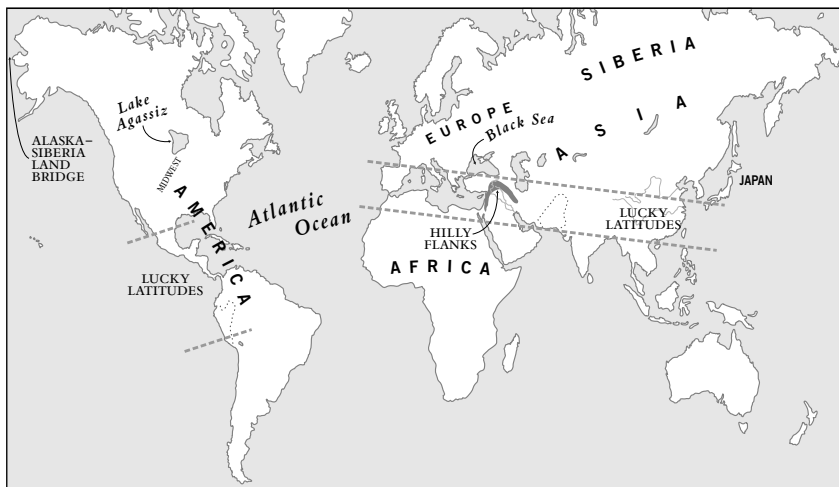 SIBERIA
EUROPE
ASIA
Black Sea
Lake
Agassiz
ALASKA–
SIBERIA
LAND
BRIDGE
MIDWEST
AMERICA
Atlantic
Ocean
JAPAN
LUCKY
LATITUDES
HILLY
FLANKS
AFRICA
LUCKY
LATITUDES